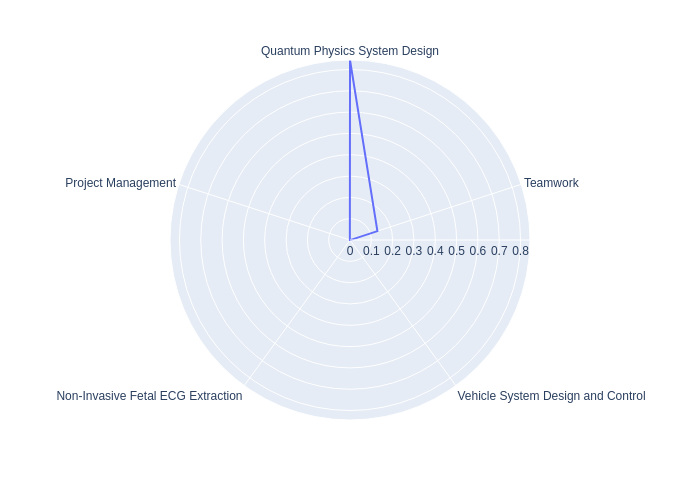 Quantum Physics System Design
Project Management
Teamwork
0 0.1 0.2 0.3 0.4 0.5 0.6 0.7 0.8
Non-Invasive Fetal ECG Extraction
Vehicle System Design and Control